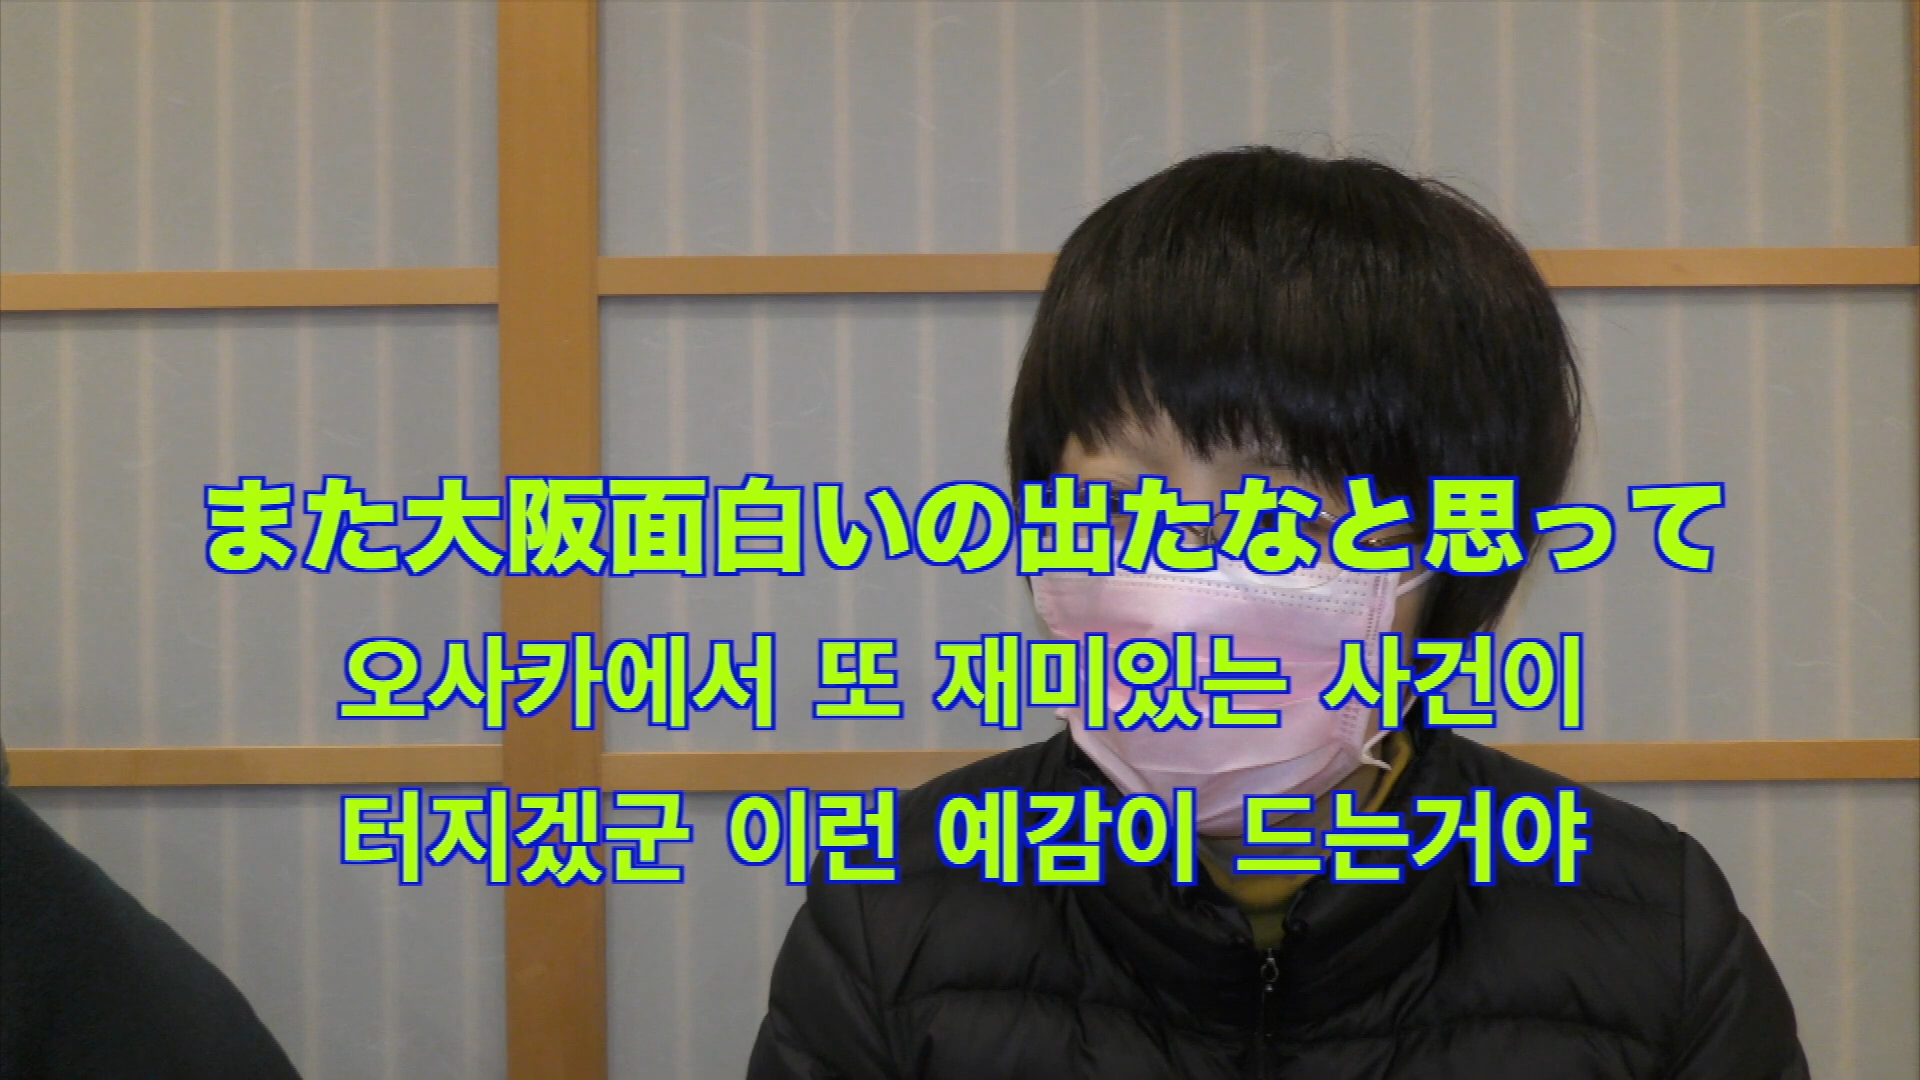 また大阪面白いの出たなと思って
오사카에서 또 재미있는 사건이
터지겠군 이런 예감이 드는거야